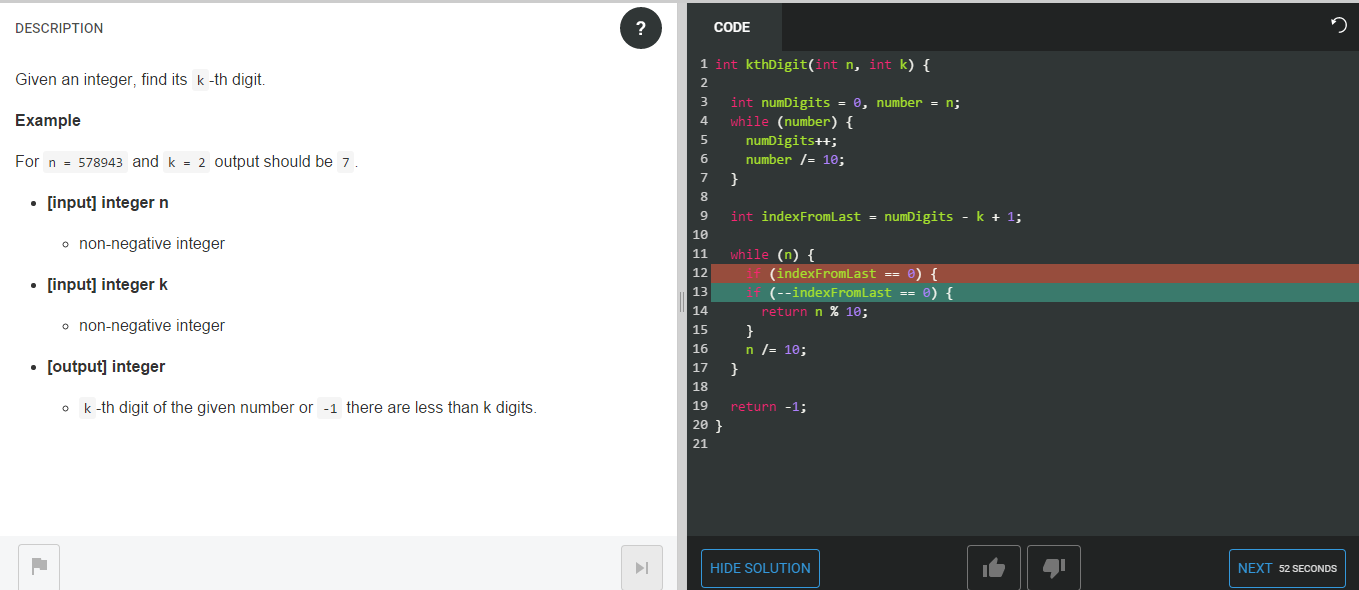 DESCRIPTION
?
Given an integer, find its k -th digit.
Example
For n = 578943 and k = 2 output should be 7 .
• [input] integer n
◦ non-negative integer
• [input] integer k
◦ non-negative integer
• [output] integer
◦ k -th digit of the given number or -1 there are less than k digits.
CODE
1 int kthDigit(int n, int k) {
2
3   int numDigits = 0, number = n;
4   while (number) {
5     numDigits++;
6     number /= 10;
7   }
8
9   int indexFromLast = numDigits - k + 1;
10
11   while (n) {
12     if (indexFromLast == 0) {
13     if (--indexFromLast == 0) {
14       return n % 10;
15     }
16     n /= 10;
17   }
18
19   return -1;
20 }
21
HIDE SOLUTION
NEXT 52 SECONDS